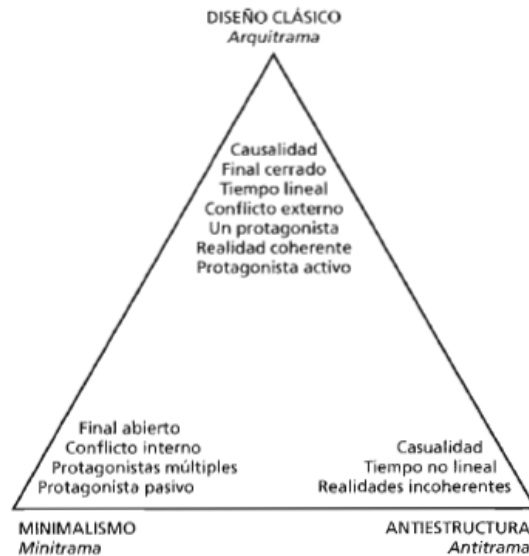 DISEÑO CLÁSICO
Arquitrama
Causalidad
Final cerrado
Tiempo lineal
Conflicto externo
Un protagonista
Realidad coherente
Protagonista activo
Final abierto
Conflicto interno
Protagonistas múltiples
Protagonista pasivo
Casualidad
Tiempo no lineal
Realidades incoherentes
MINIMALISMO
Minitrama
ANTIESTRUCTURA
Antitrama